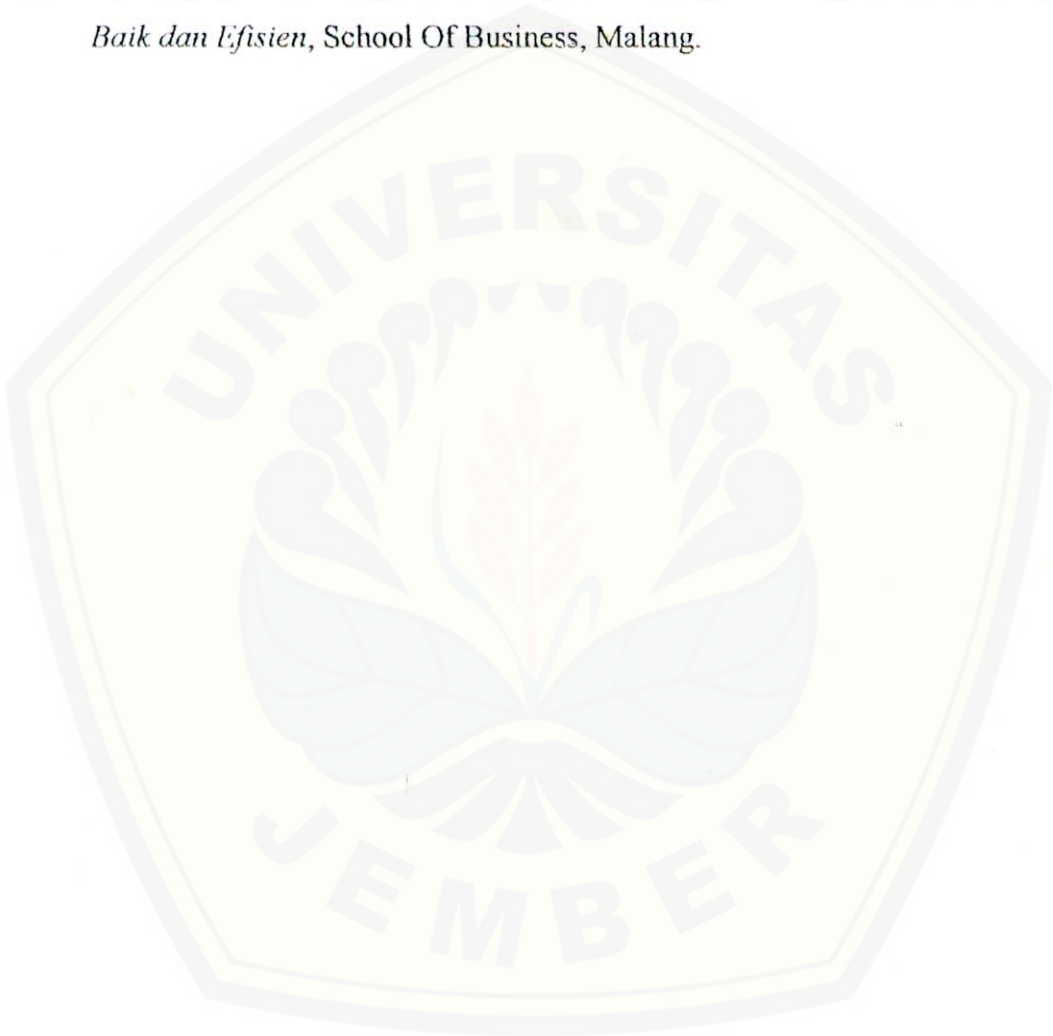 Baik dan Efisien, School Of Business, Malang.
UNIVERSITAS
JEMBER